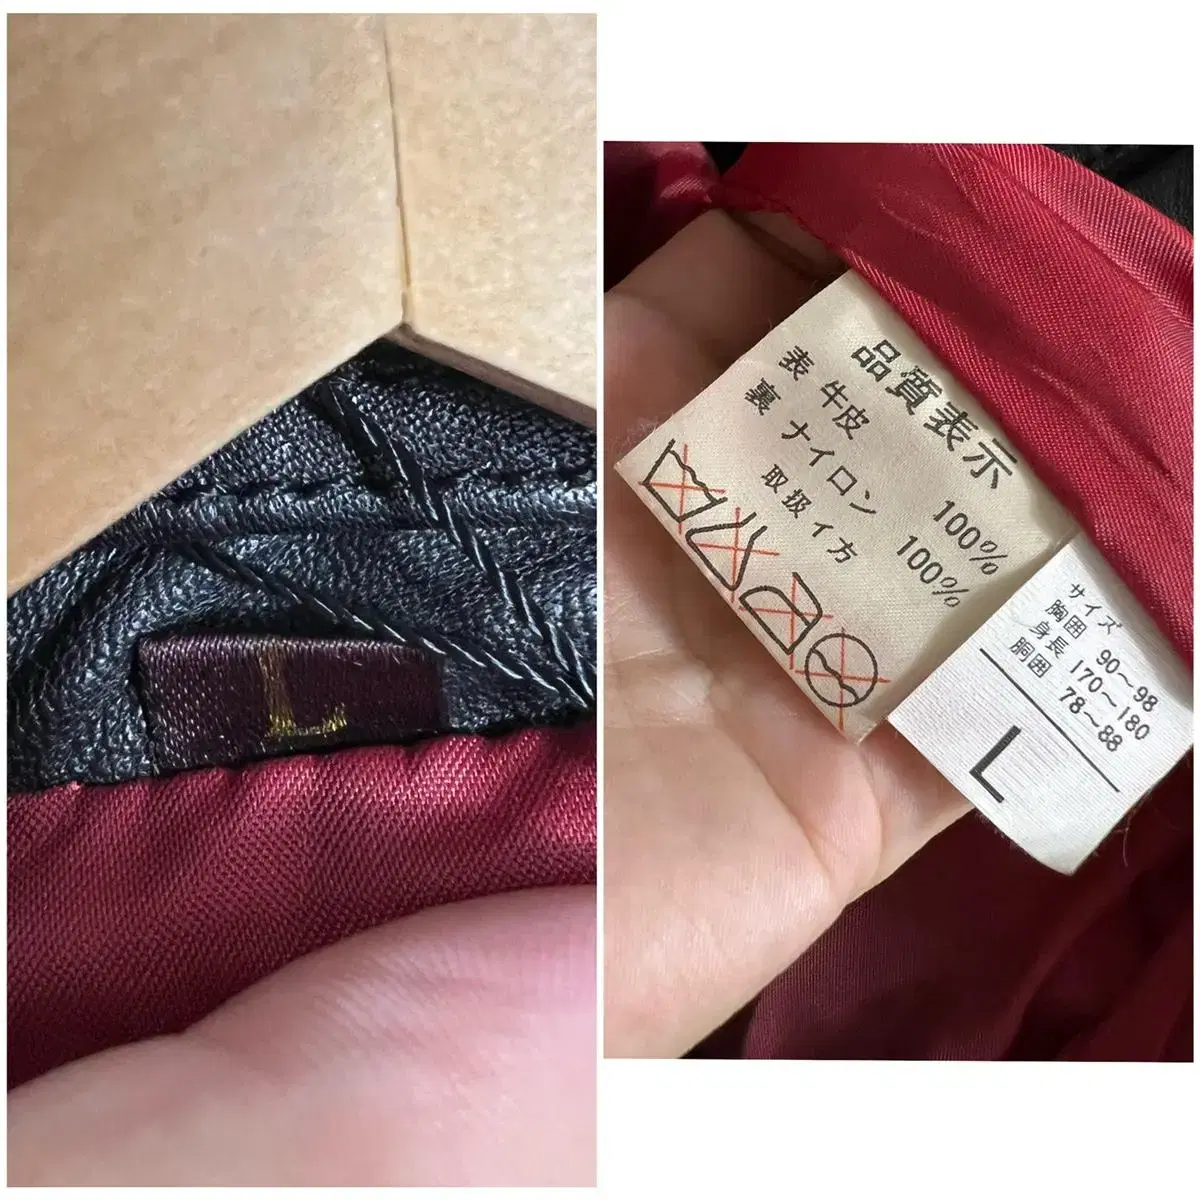 L
品質表示
表 牛皮 100%
裏 ナイロン 100%
取扱イ方
サイズ
胸囲 90～98
身長 170～180
胴囲 78～88
L